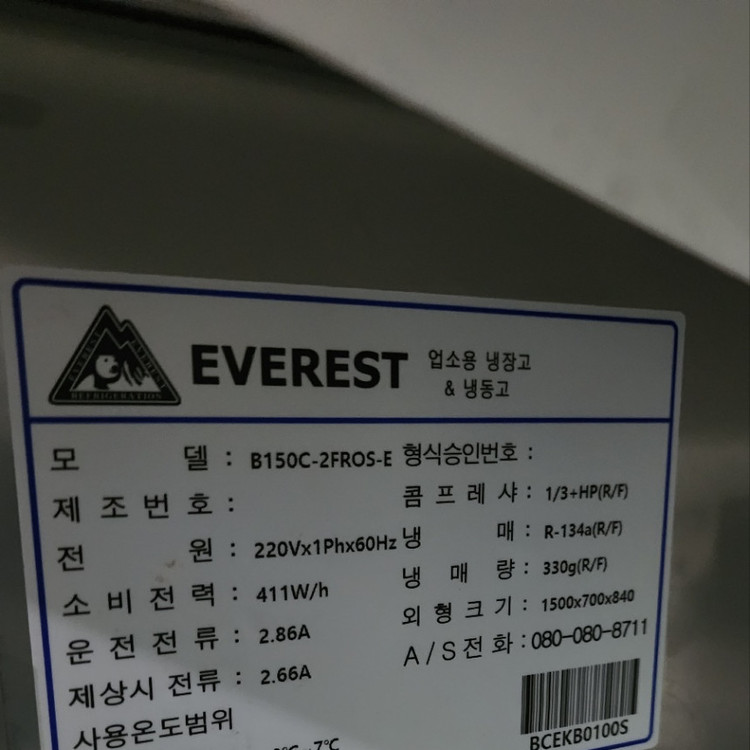 EVEREST 업소용 냉장고
& 냉동고
REFRIGERATION
모 델 : B150C-2FROS-E 형식승인번호 :
제 조 번 호 : 콤 프 레 샤 : 1/3+HP(R/F)
전 원 : 220Vx1Phx60Hz 냉 매 : R-134a(R/F)
소 비 전 력 : 411W/h 냉 매 량 : 330g(R/F)
운 전 전 류 : 2.86A 외 형 크 기 : 1500x700x840
제상시 전류 : 2.66A A/S전 화 : 080-080-8711
사용온도범위
BCEKB0100S